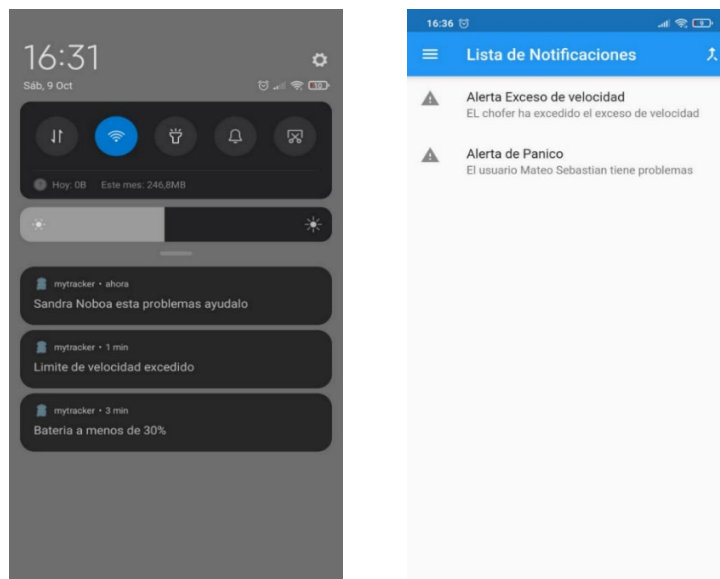 16:31
Sáb, 9 Oct
Hoy: 0B Este mes: 246,8MB
mytracker • ahora
Sandra Noboa esta problemas ayudalo
mytracker • 1 min
Limite de velocidad excedido
mytracker • 3 min
Bateria a menos de 30%
16:36
Lista de Notificaciones
Alerta Exceso de velocidad
EL chofer ha excedido el exceso de velocidad
Alerta de Panico
El usuario Mateo Sebastian tiene problemas